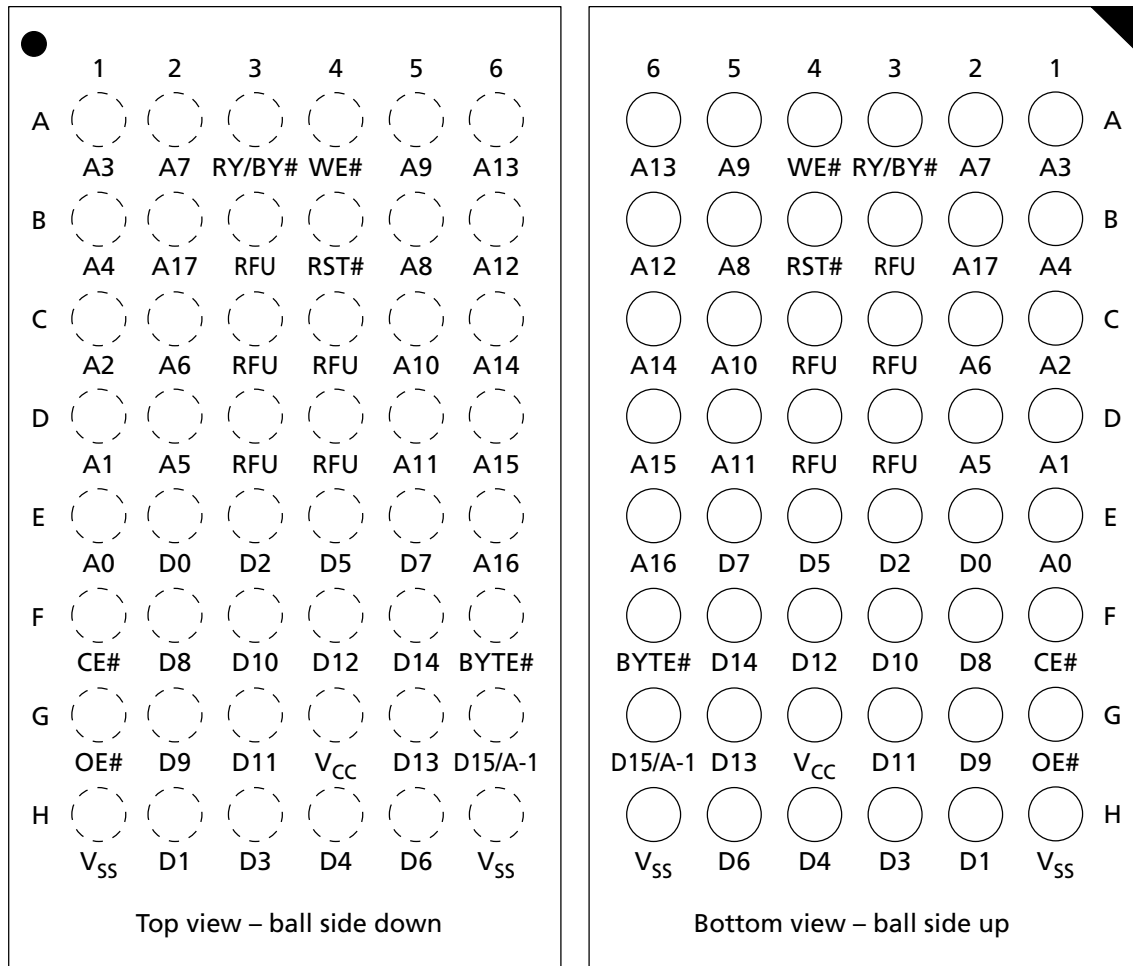 1 2 3 4 5 6
A
A3 A7 RY/BY# WE# A9 A13
B
A4 A17 RFU RST# A8 A12
C
A2 A6 RFU RFU A10 A14
D
A1 A5 RFU RFU A11 A15
E
A0 D0 D2 D5 D7 A16
F
CE# D8 D10 D12 D14 BYTE#
G
OE# D9 D11 VCC D13 D15/A-1
H
VSS D1 D3 D4 D6 VSS
Top view – ball side down
6 5 4 3 2 1
A
A13 A9 WE# RY/BY# A7 A3
B
A12 A8 RST# RFU A17 A4
C
A14 A10 RFU RFU A6 A2
D
A15 A11 RFU RFU A5 A1
E
A16 D7 D5 D2 D0 A0
F
BYTE# D14 D12 D10 D8 CE#
G
D15/A-1 D13 VCC D11 D9 OE#
H
VSS D6 D4 D3 D1 VSS
Bottom view – ball side up